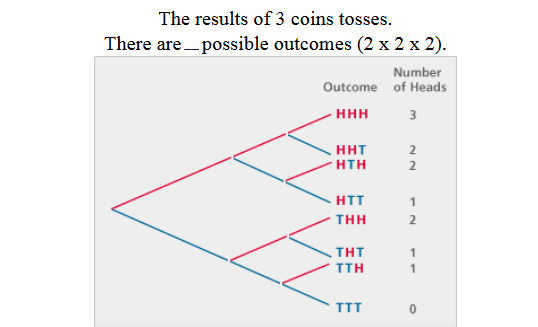 The results of 3 coins tosses.
There are __ possible outcomes (2 x 2 x 2).
Number
Outcome of Heads
HHH 3
HHT 2
HTH 2
HTT 1
THH 2
THT 1
TTH 1
TTT 0